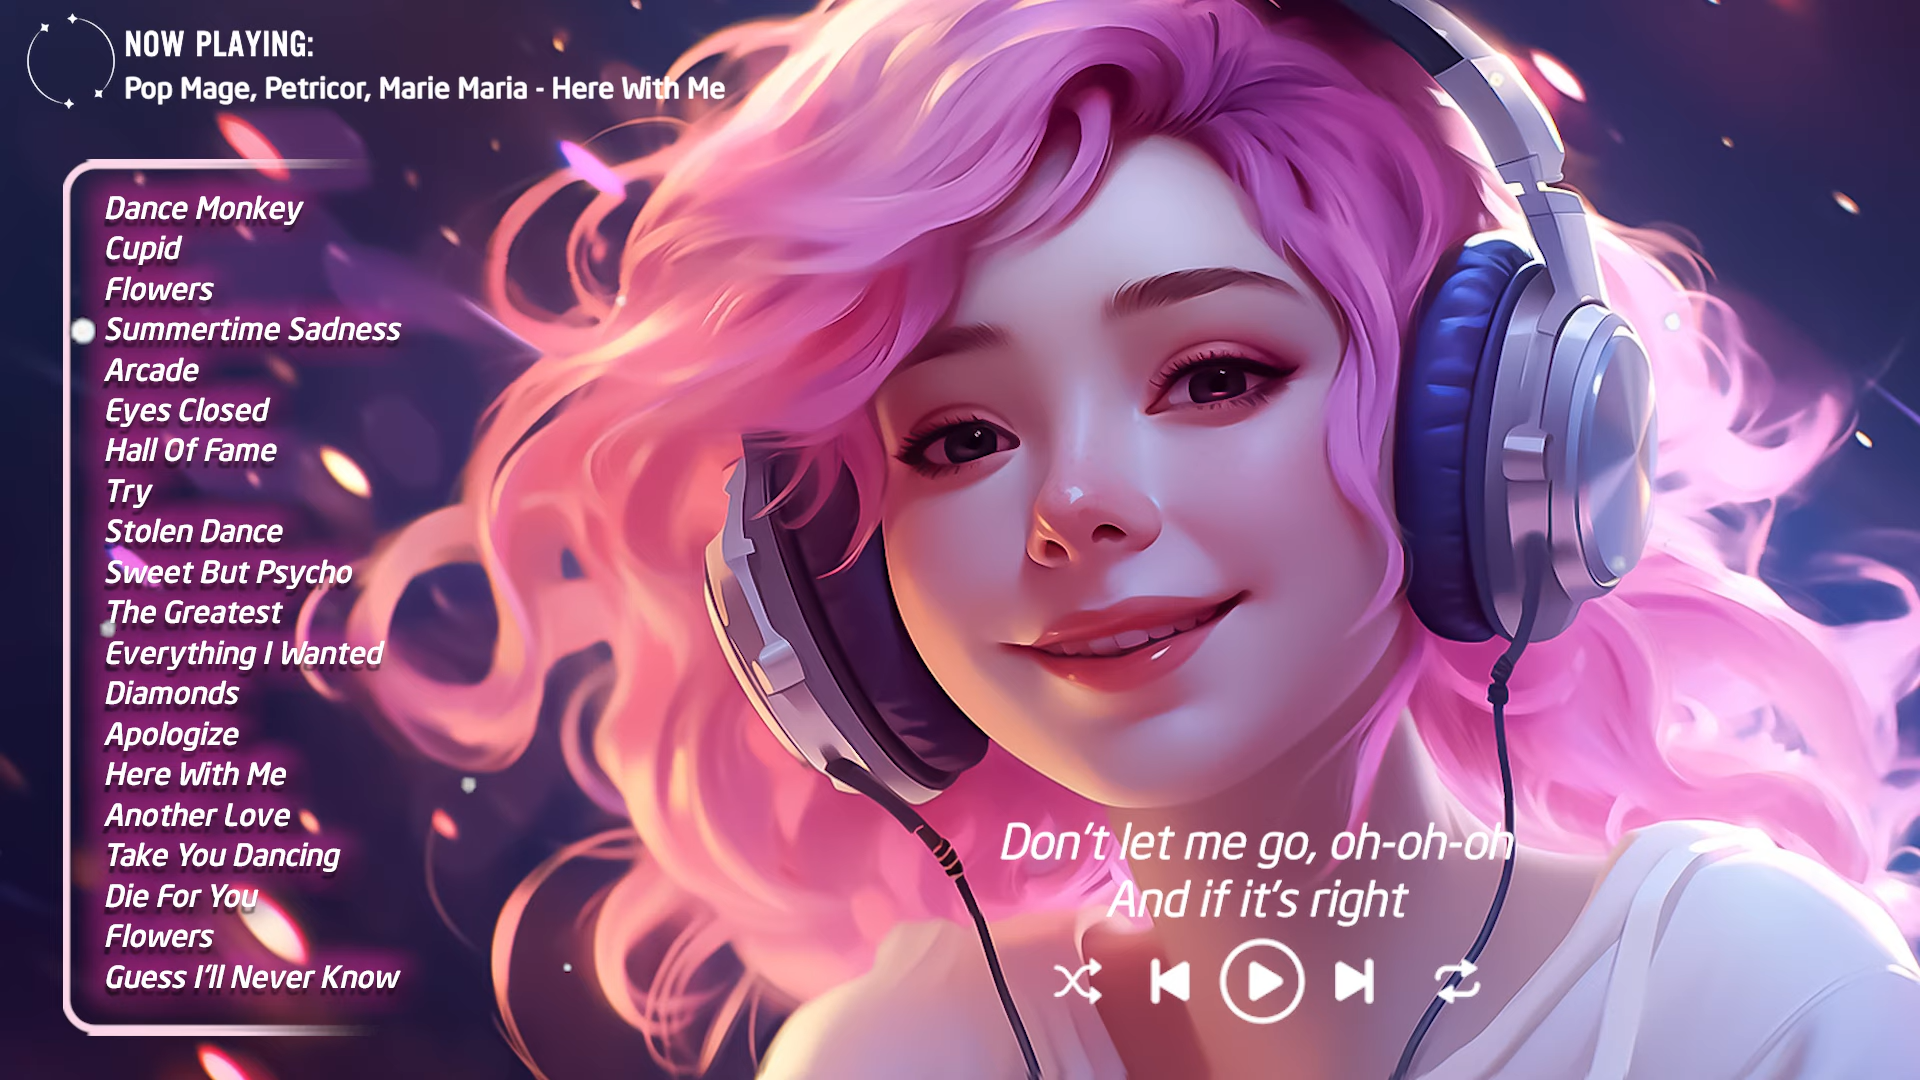 NOW PLAYING:
Pop Mage, Petricor, Marie Maria - Here With Me
Dance Monkey
Cupid
Flowers
Summertime Sadness
Arcade
Eyes Closed
Hall Of Fame
Try
Stolen Dance
Sweet But Psycho
The Greatest
Everything I Wanted
Diamonds
Apologize
Here With Me
Another Love
Take You Dancing
Die For You
Flowers
Guess I'll Never Know
Don't let me go, oh-oh-oh
And if it's right